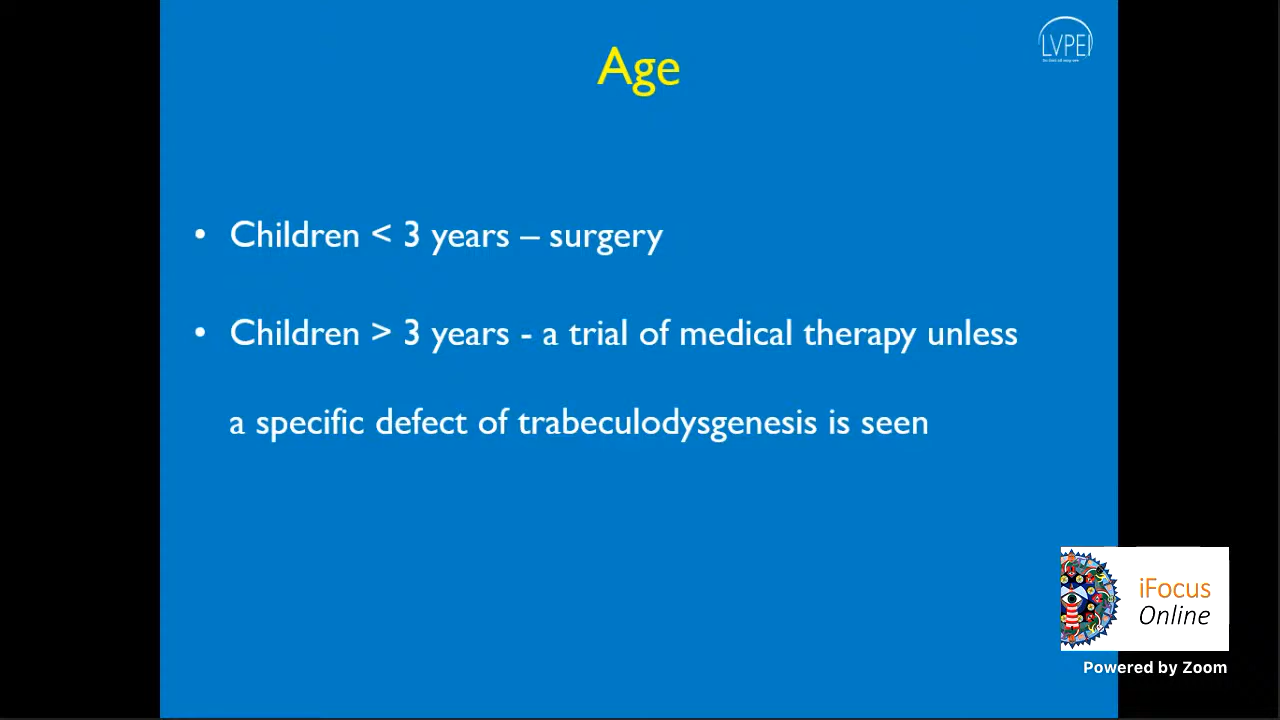 LVPEI
Age
• Children < 3 years – surgery
• Children > 3 years - a trial of medical therapy unless
a specific defect of trabeculodysgenesis is seen
iFocus
Online
Powered by Zoom